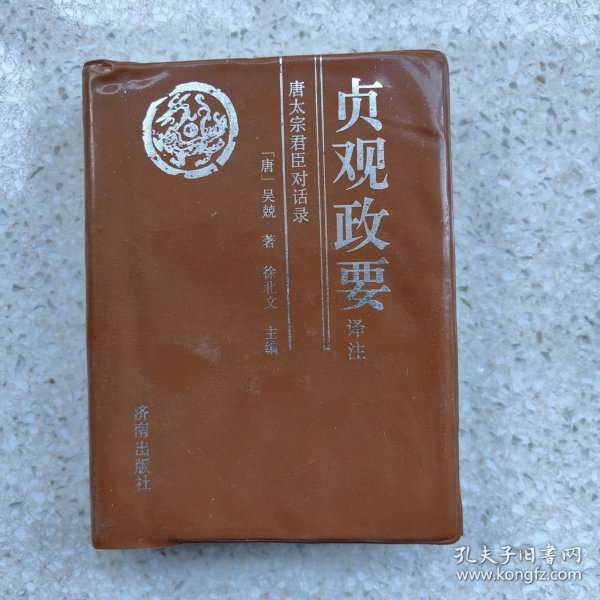 贞观政要
译注
唐太宗君臣对话录
「唐」吴兢 著 徐北文 主编
济南出版社
孔夫子旧书网
www.kongfz.com